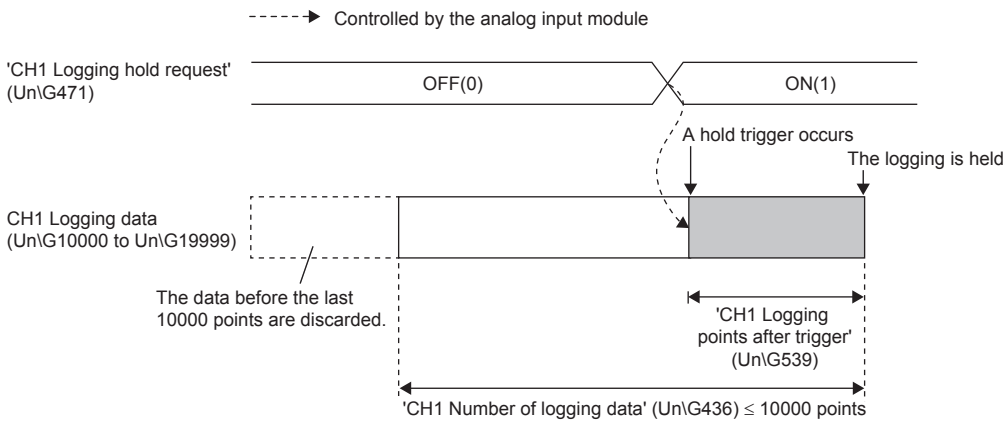 Controlled by the analog input module
'CH1 Logging hold request'
(Un\G471)
OFF(0)
ON(1)
A hold trigger occurs
The logging is held
CH1 Logging data
(Un\G10000 to Un\G19999)
The data before the last
10000 points are discarded.
'CH1 Logging
points after trigger'
(Un\G539)
'CH1 Number of logging data' (Un\G436) ≤ 10000 points